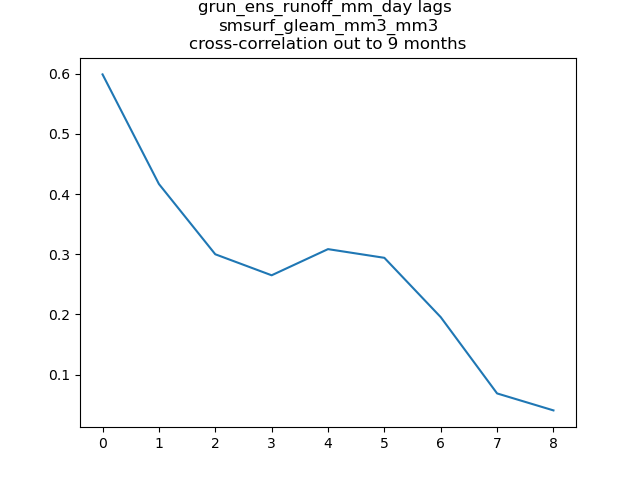 grun_ens_runoff_mm_day lags
smsurf_gleam_mm3_mm3
cross-correlation out to 9 months
0.6
0.5
0.4
0.3
0.2
0.1
0 1 2 3 4 5 6 7 8